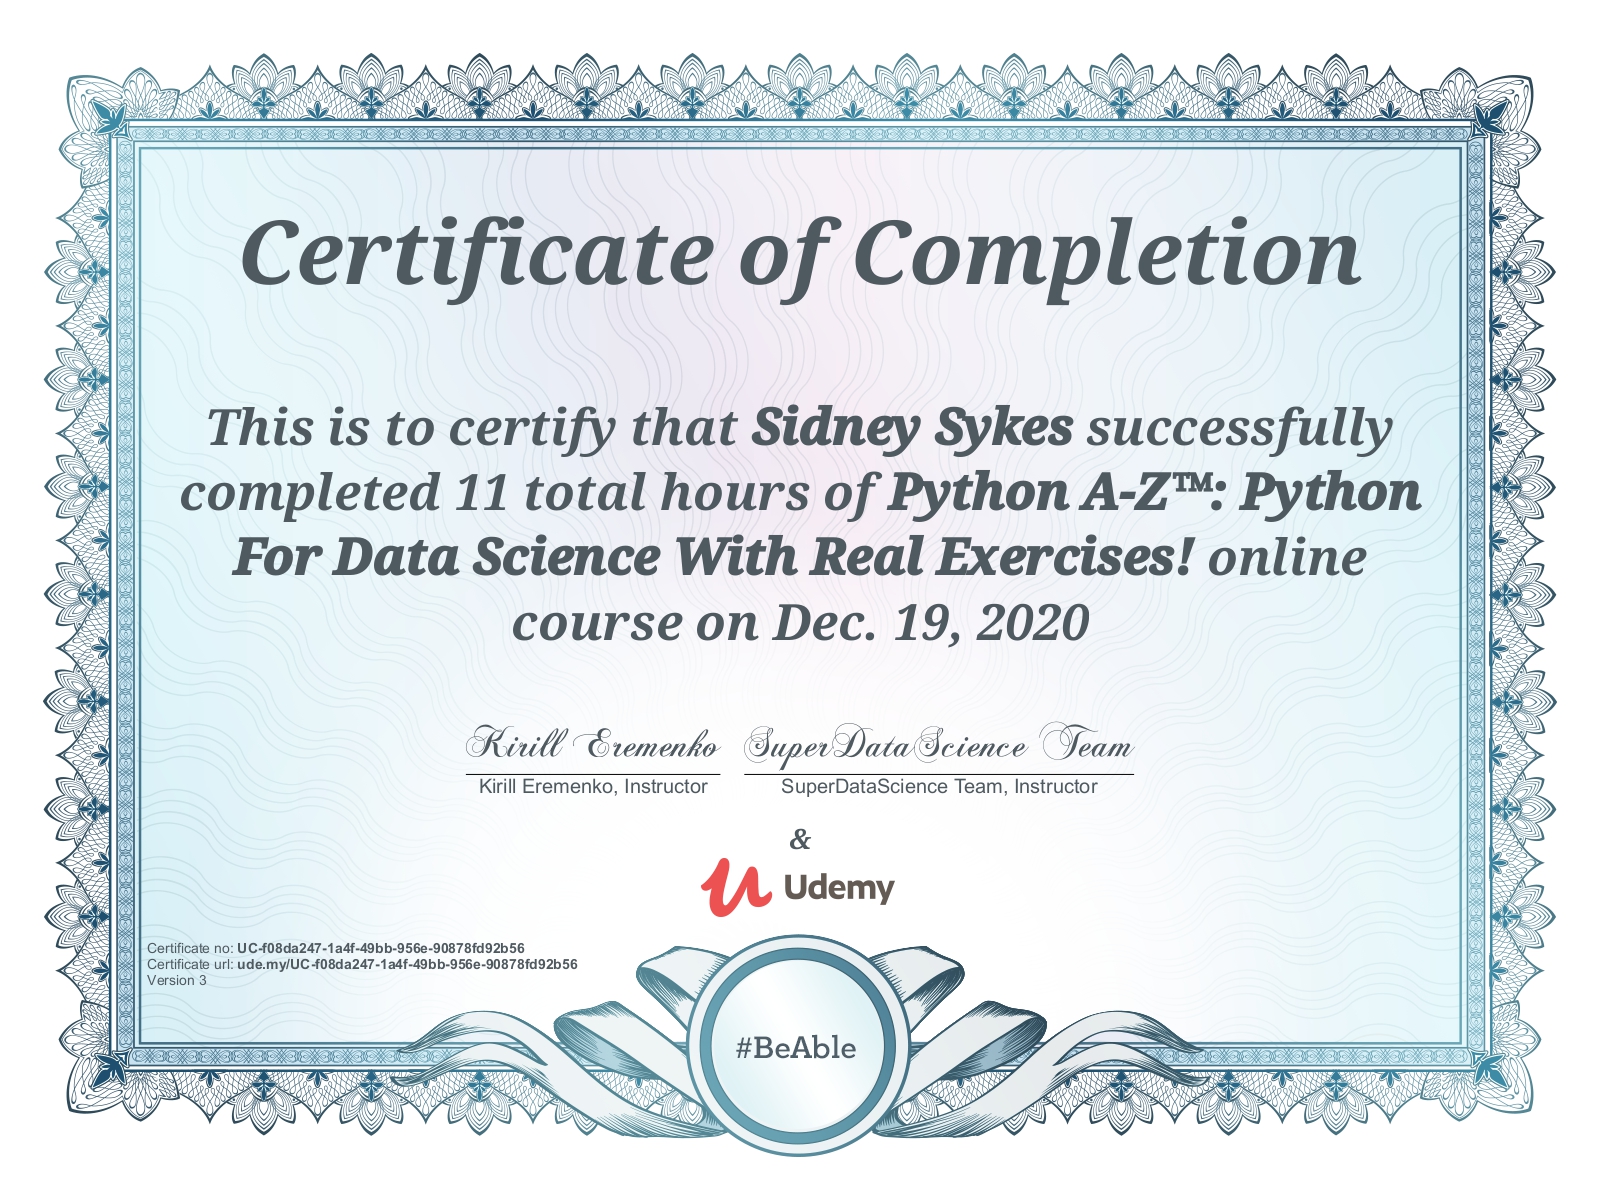 Certificate of Completion
This is to certify that Sidney Sykes successfully
completed 11 total hours of Python A-Z™: Python
For Data Science With Real Exercises! online
course on Dec. 19, 2020
Kirill Eremenko SuperDataScience Team
Kirill Eremenko, Instructor SuperDataScience Team, Instructor
&
Udemy
Certificate no: UC-f08da247-1a4f-49bb-956e-90878fd92b56
Certificate url: ude.my/UC-f08da247-1a4f-49bb-956e-90878fd92b56
Version 3
#BeAble